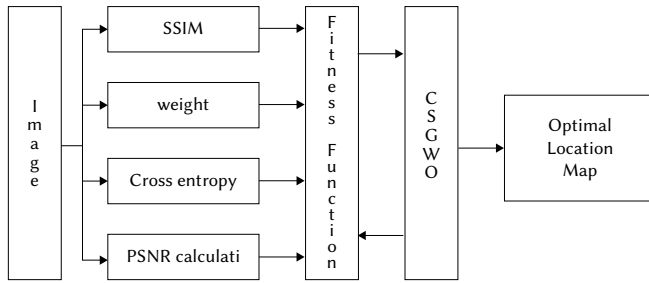 Image
SSIM
weight
Cross entropy
PSNR calculati
Fitness Function
CSGWO
Optimal
Location
Map